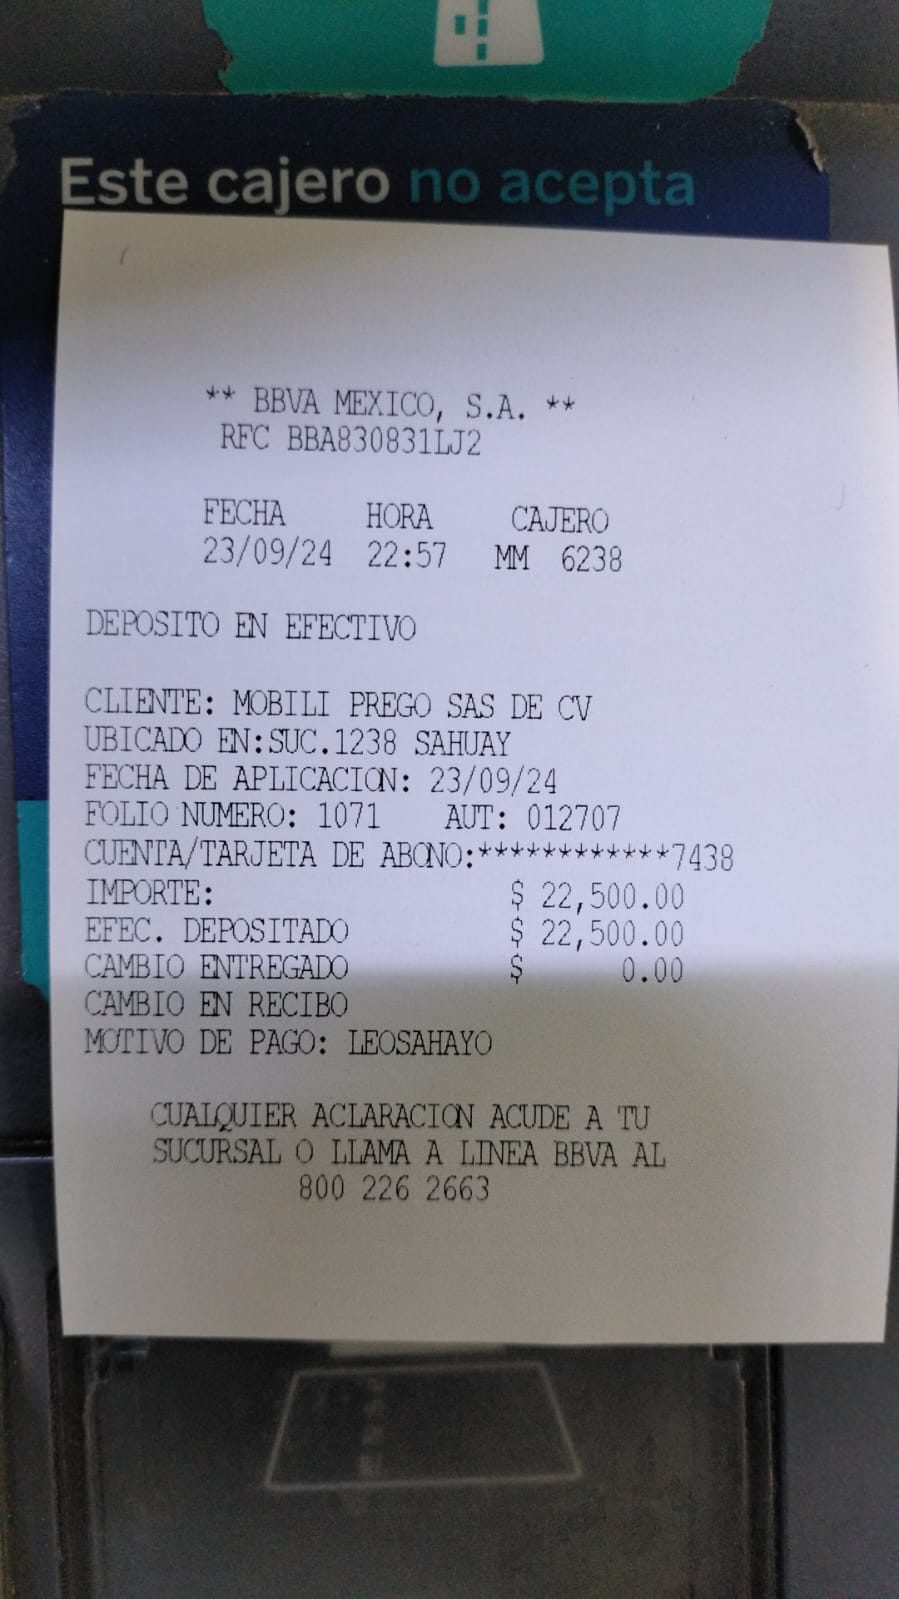 Este cajero no acepta
** BBVA MEXICO, S.A. **
RFC BBA830831LJ2
FECHA HORA CAJERO
23/09/24 22:57 MM 6238
DEPOSITO EN EFECTIVO
CLIENTE: MOBILI PREGO SAS DE CV
UBICADO EN:SUC.1238 SAHUAY
FECHA DE APLICACION: 23/09/24
FOLIO NUMERO: 1071 AUT: 012707
CUENTA/TARJETA DE ABONO:************7438
IMPORTE: $ 22,500.00
EFEC. DEPOSITADO $ 22,500.00
CAMBIO ENTREGADO $ 0.00
CAMBIO EN RECIBO
MOTIVO DE PAGO: LEOSAHAYO
CUALQUIER ACLARACION ACUDE A TU
SUCURSAL O LLAMA A LINEA BBVA AL
800 226 2663